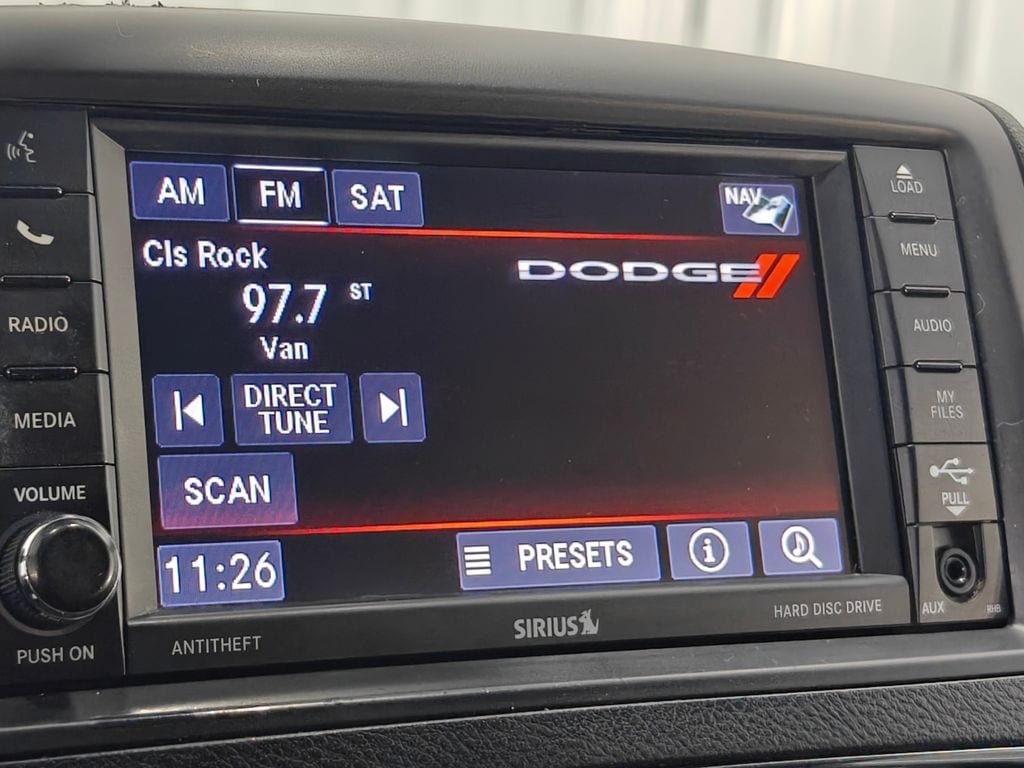 AM FM SAT NAV
Cls Rock
DODGE
97.7 ST
Van
DIRECT
TUNE
SCAN
11:26
PRESETS
RADIO
MEDIA
VOLUME
PUSH ON
ANTITHEFT
SIRIUS
HARD DISC DRIVE
LOAD
MENU
AUDIO
MY
FILES
PULL
AUX
RHB